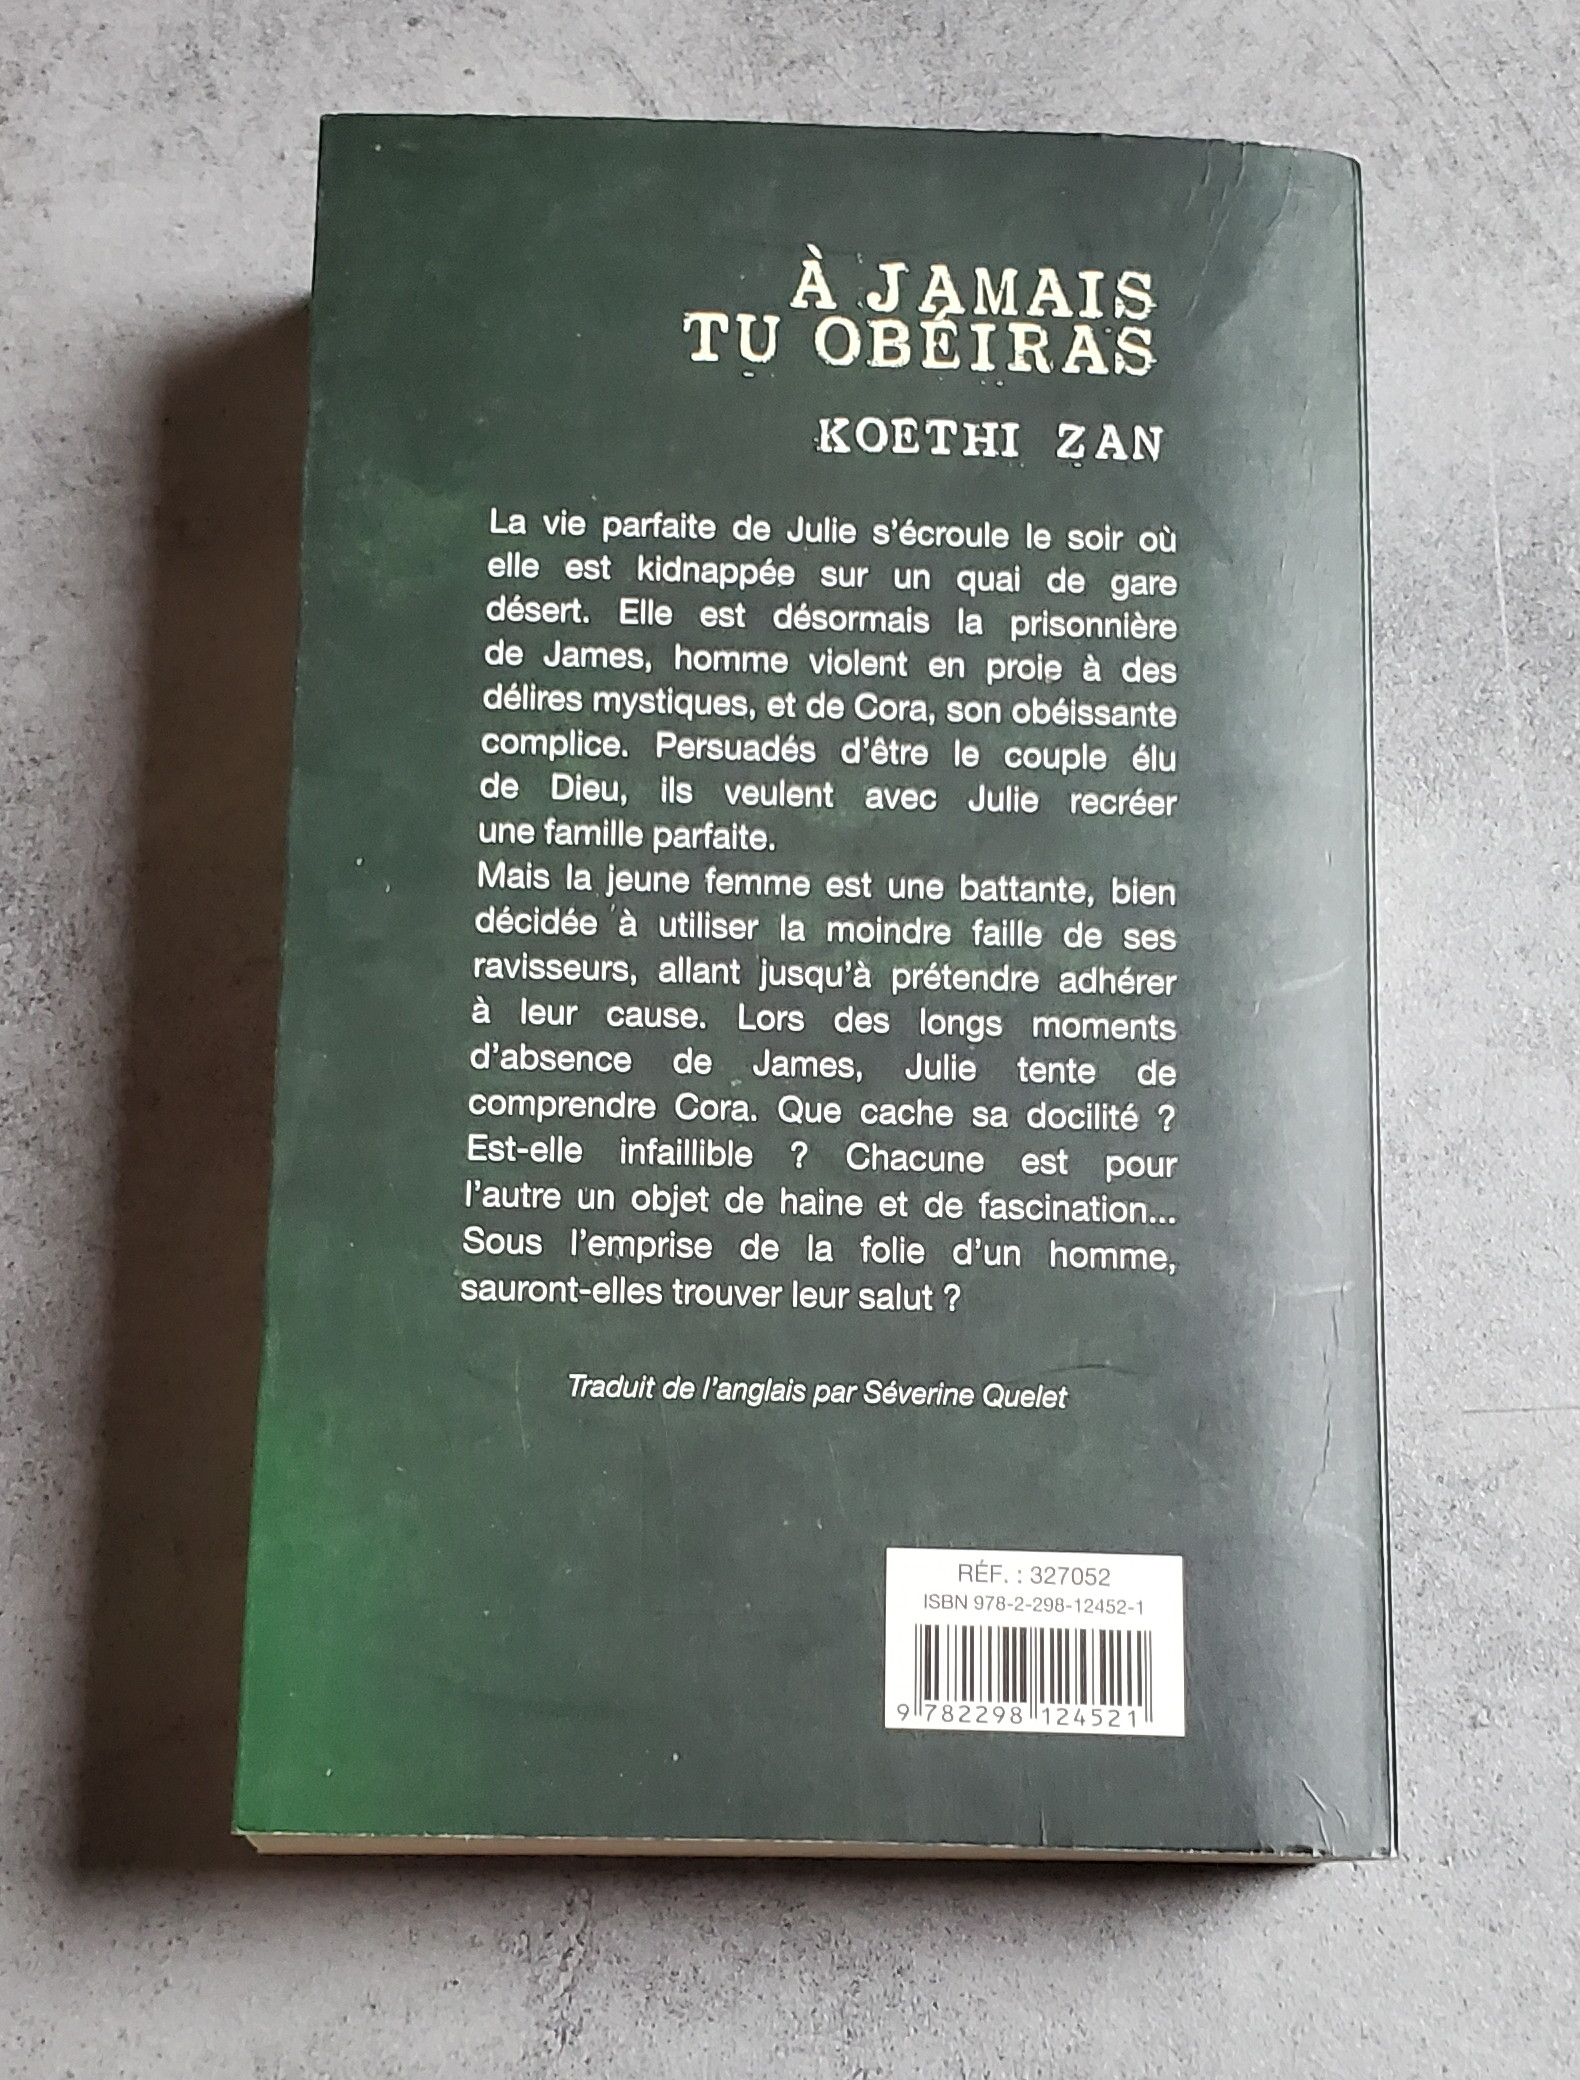 À JAMAIS
TU OBÉIRAS
KOETHI ZAN
La vie parfaite de Julie s'écroule le soir où
elle est kidnappée sur un quai de gare
désert. Elle est désormais la prisonnière
de James, homme violent en proie à des
délires mystiques, et de Cora, son obéissante
complice. Persuadés d'être le couple élu
de Dieu, ils veulent avec Julie recréer
une famille parfaite.
Mais la jeune femme est une battante, bien
décidée à utiliser la moindre faille de ses
ravisseurs, allant jusqu'à prétendre adhérer
à leur cause. Lors des longs moments
d'absence de James, Julie tente de
comprendre Cora. Que cache sa docilité ?
Est-elle infaillible ? Chacune est pour
l'autre un objet de haine et de fascination...
Sous l'emprise de la folie d'un homme,
sauront-elles trouver leur salut ?
Traduit de l'anglais par Séverine Quelet
RÉF. : 327052
ISBN 978-2-298-12452-1
9 782298 124521